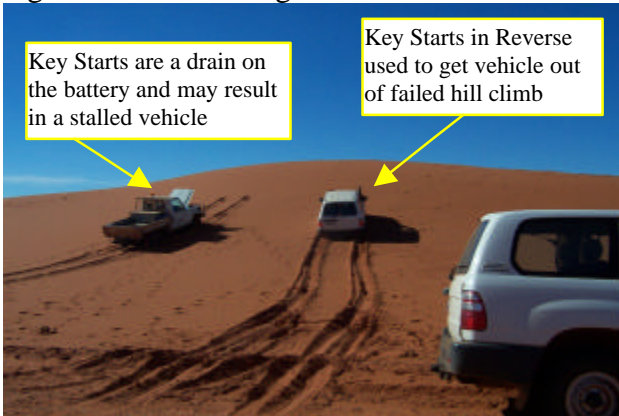 Key Starts are a drain on
the battery and may result
in a stalled vehicle
Key Starts in Reverse
used to get vehicle out
of failed hill climb